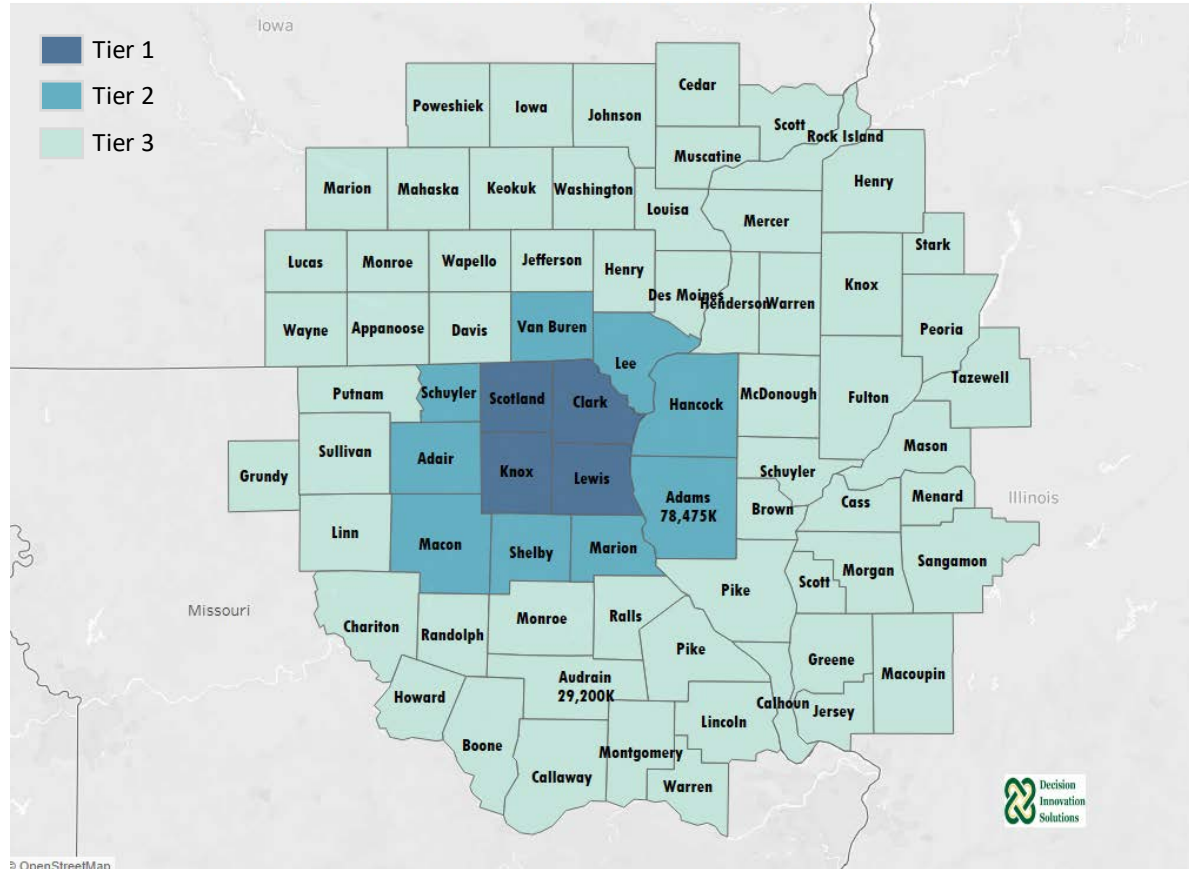 Iowa
Tier 1
Tier 2
Tier 3
Cedar
Poweshiek
Iowa
Johnson
Scott
Rock Island
Muscatine
Henry
Marion
Mahaska
Keokuk
Washington
Louisa
Mercer
Stark
Lucas
Monroe
Wapello
Jefferson
Henry
Des Moines
Henderson
Warren
Knox
Wayne
Appanoose
Davis
Van Buren
Peoria
Lee
Tazewell
Putnam
Schuyler
Scotland
Clark
Hancock
McDonough
Fulton
Sullivan
Adair
Knox
Lewis
Grundy
Mason
Schuyler
Adams
78,475K
Brown
Cass
Menard
Illinois
Linn
Macon
Shelby
Marion
Sangamon
Morgan
Scott
Pike
Missouri
Chariton
Randolph
Monroe
Ralls
Pike
Greene
Macoupin
Audrain
29,200K
Howard
Calhoun
Jersey
Lincoln
Boone
Montgomery
Callaway
Warren
Decision
Innovation
Solutions
© OpenStreetMap